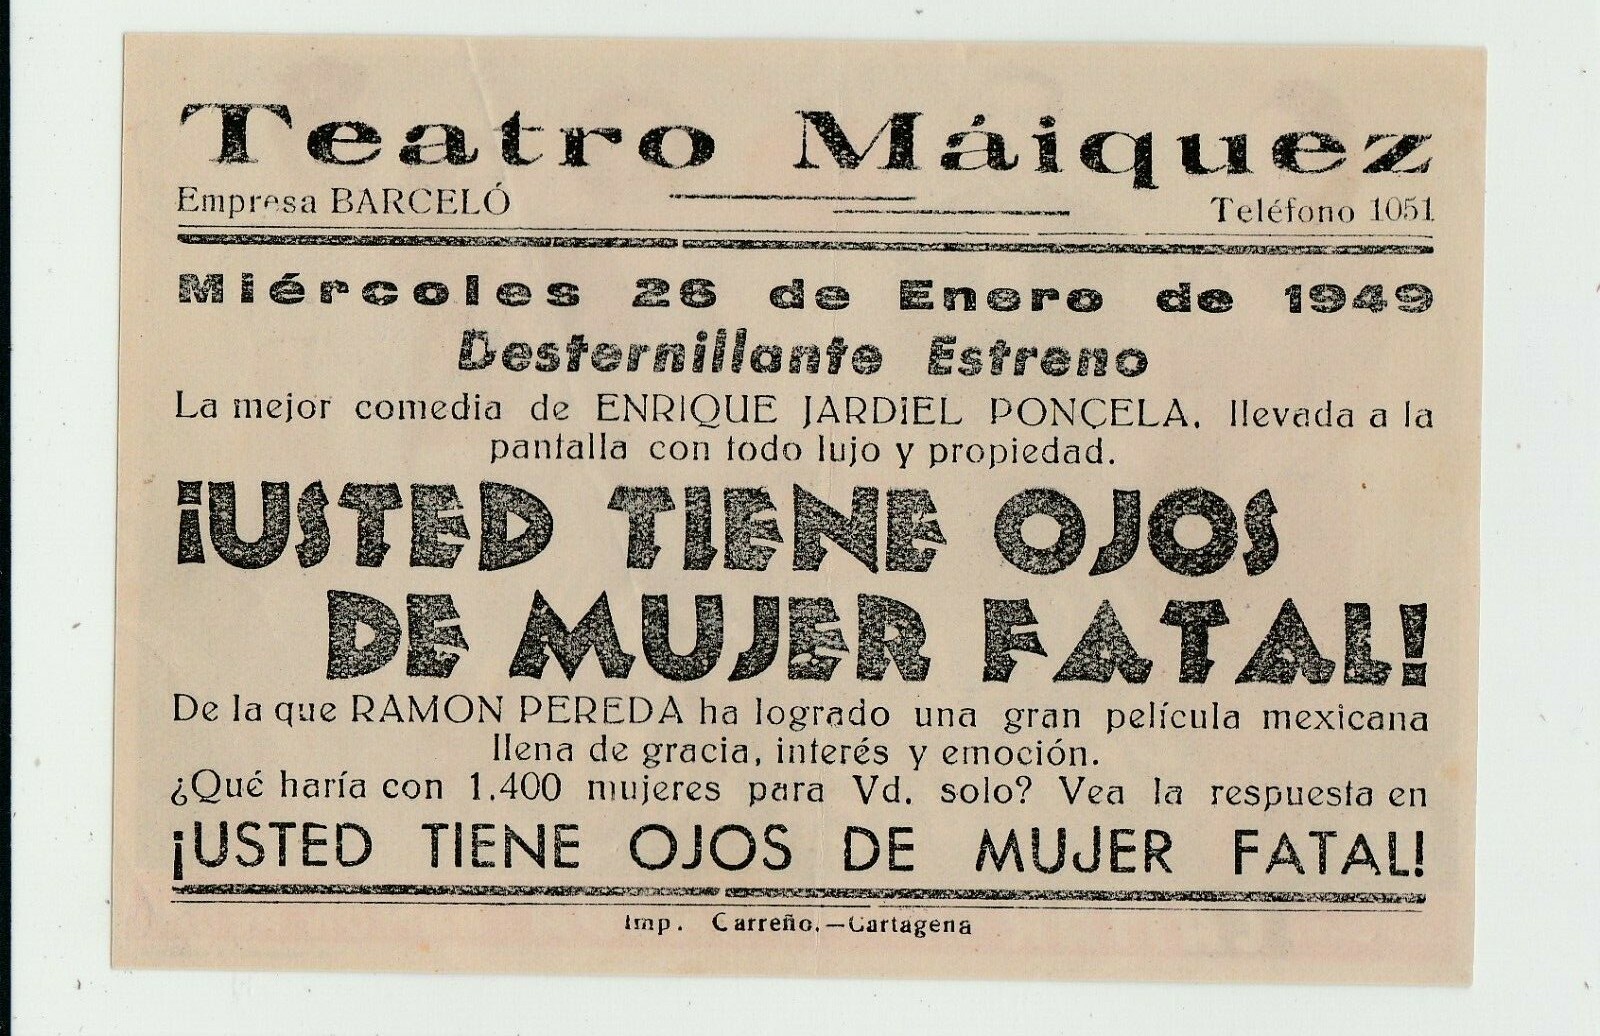 Teatro Máiquez
Empresa BARCELÓ
Teléfono 1051
Miércoles 26 de Enero de 1949
Desternillante Estreno
La mejor comedia de ENRIQUE JARDiEL PONÇELA, llevada a la
pantalla con todo lujo y propiedad.
¡USTED TIENE OJOS
DE MUJER FATAL!
De la que RAMON PEREDA ha logrado una gran película mexicana
llena de gracia, interés y emoción.
¿Qué haría con 1.400 mujeres para Vd. solo? Vea la respuesta en
¡USTED TIENE OJOS DE MUJER FATAL!
Imp. Carreño.—Cartagena